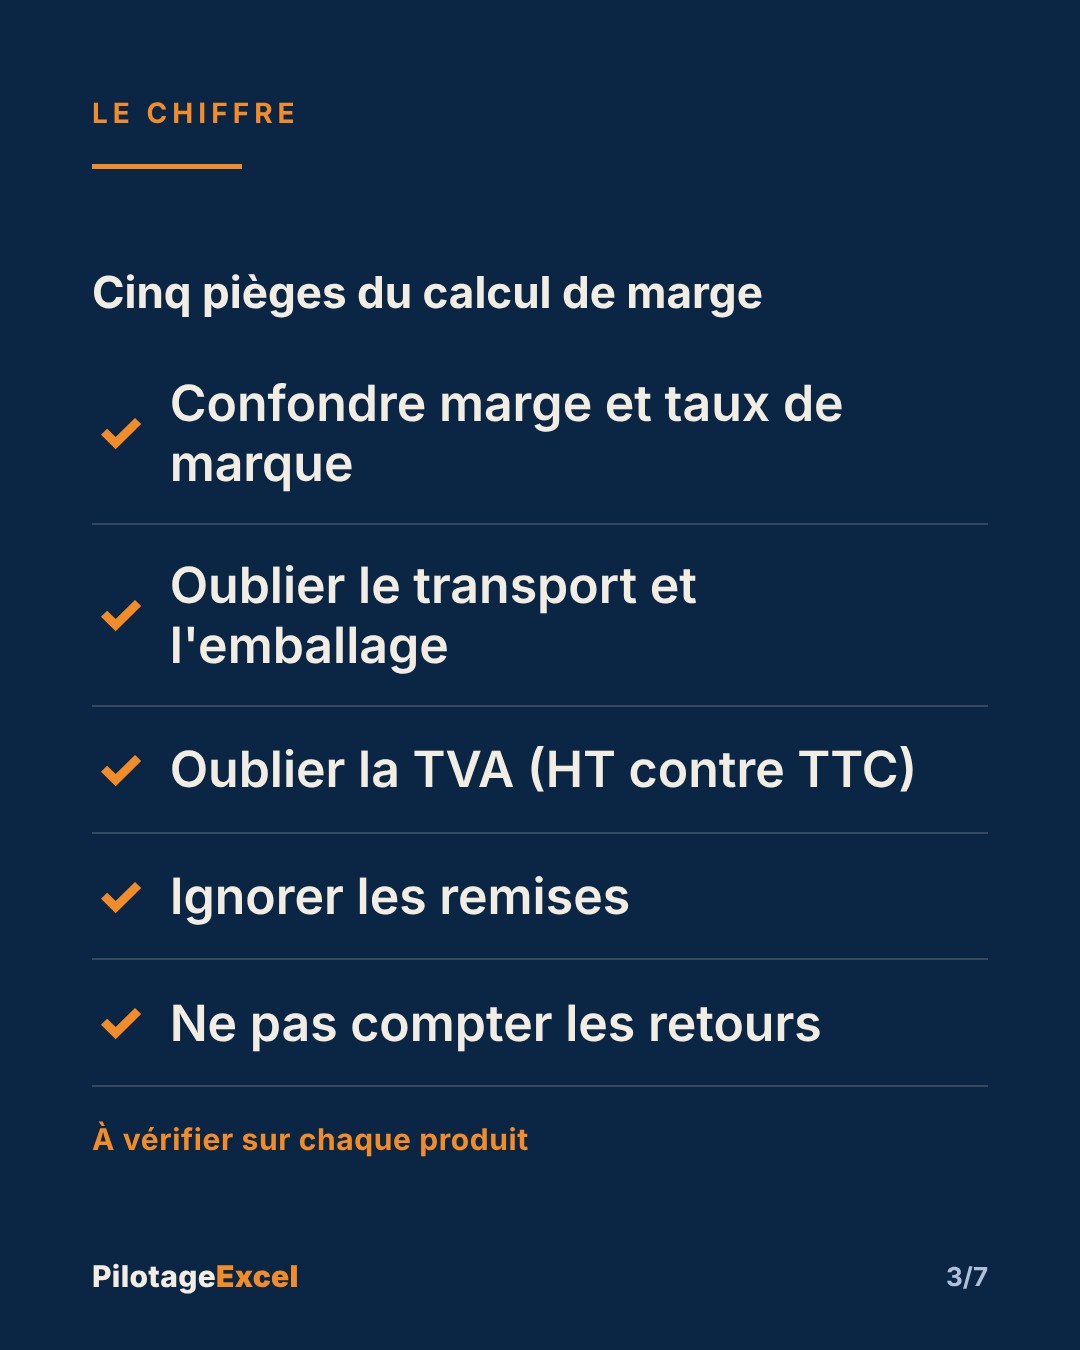 LE CHIFFRE
Cinq pièges du calcul de marge
Confondre marge et taux de
marque
Oublier le transport et
l'emballage
Oublier la TVA (HT contre TTC)
Ignorer les remises
Ne pas compter les retours
À vérifier sur chaque produit
PilotageExcel
3/7